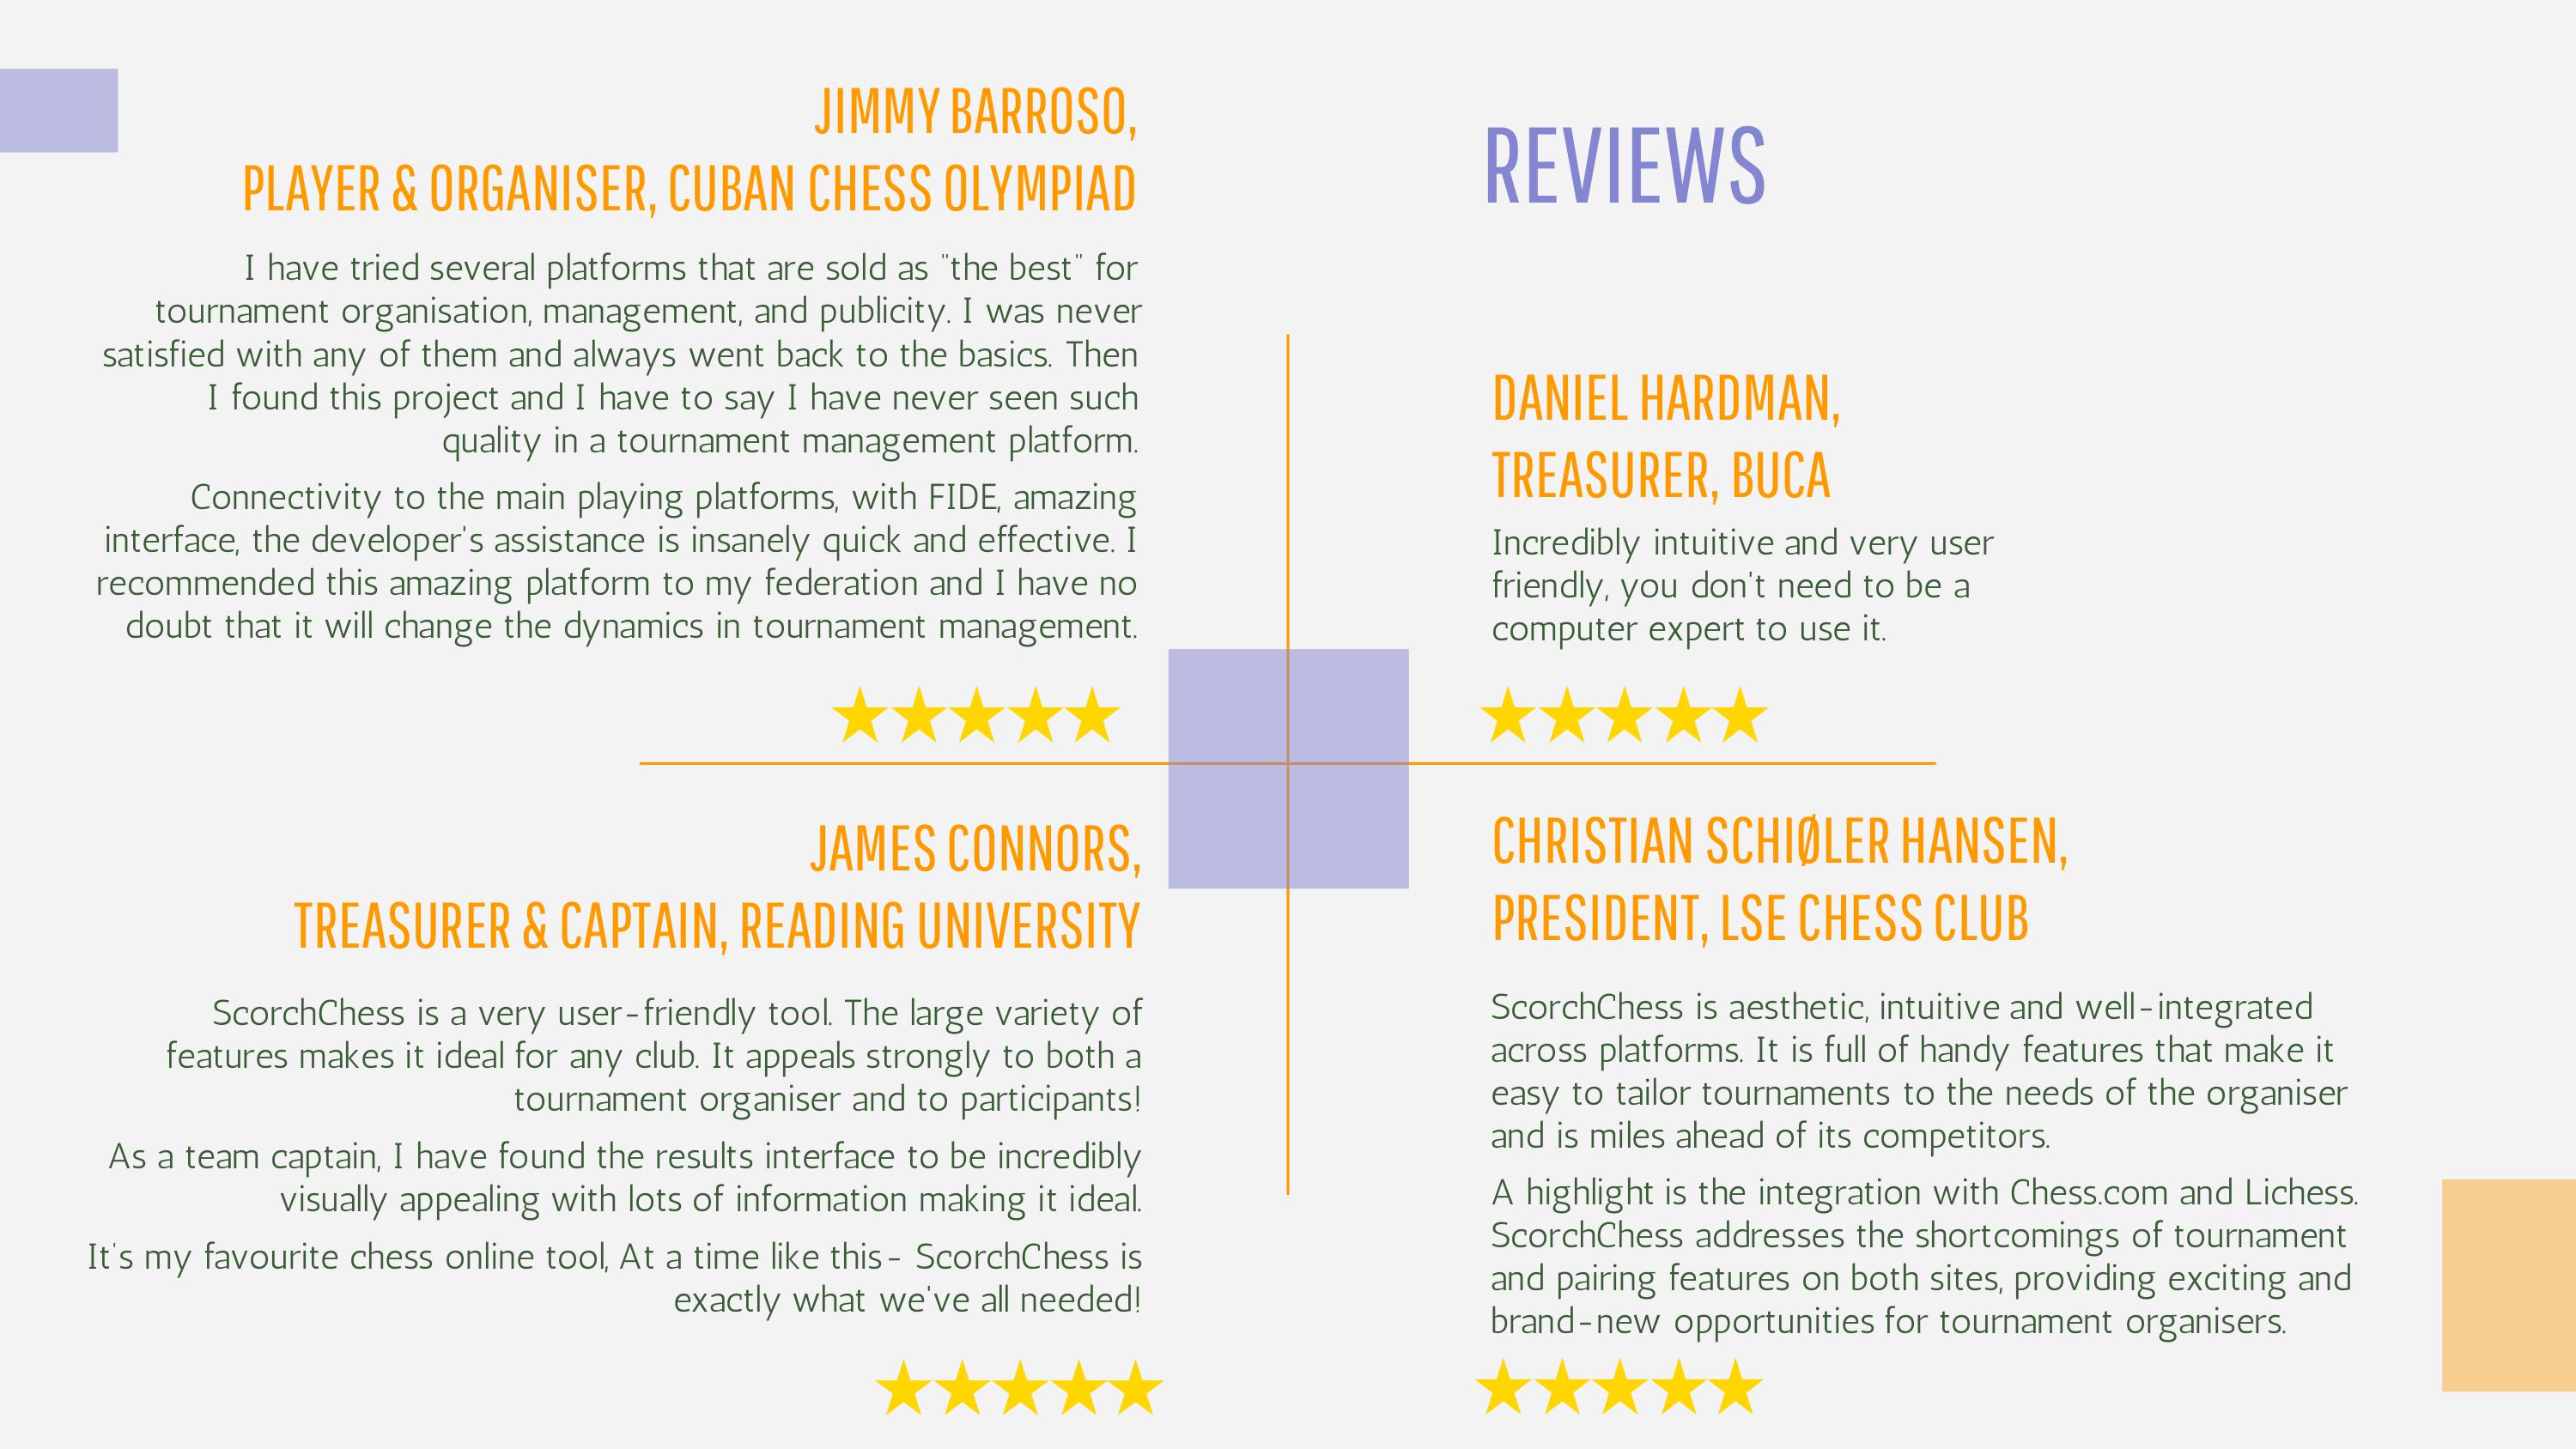 REVIEWS
JIMMY BARROSO,
PLAYER & ORGANISER, CUBAN CHESS OLYMPIAD
I have tried several platforms that are sold as "the best" for
tournament organisation, management, and publicity. I was never
satisfied with any of them and always went back to the basics. Then
I found this project and I have to say I have never seen such
quality in a tournament management platform.
Connectivity to the main playing platforms, with FIDE, amazing
interface, the developer's assistance is insanely quick and effective. I
recommended this amazing platform to my federation and I have no
doubt that it will change the dynamics in tournament management.
DANIEL HARDMAN,
TREASURER, BUCA
Incredibly intuitive and very user
friendly, you don't need to be a
computer expert to use it.
JAMES CONNORS,
TREASURER & CAPTAIN, READING UNIVERSITY
ScorchChess is a very user-friendly tool. The large variety of
features makes it ideal for any club. It appeals strongly to both a
tournament organiser and to participants!
As a team captain, I have found the results interface to be incredibly
visually appealing with lots of information making it ideal.
It's my favourite chess online tool, At a time like this- ScorchChess is
exactly what we've all needed!
CHRISTIAN SCHIØLER HANSEN,
PRESIDENT, LSE CHESS CLUB
ScorchChess is aesthetic, intuitive and well-integrated
across platforms. It is full of handy features that make it
easy to tailor tournaments to the needs of the organiser
and is miles ahead of its competitors.
A highlight is the integration with Chess.com and Lichess.
ScorchChess addresses the shortcomings of tournament
and pairing features on both sites, providing exciting and
brand-new opportunities for tournament organisers.